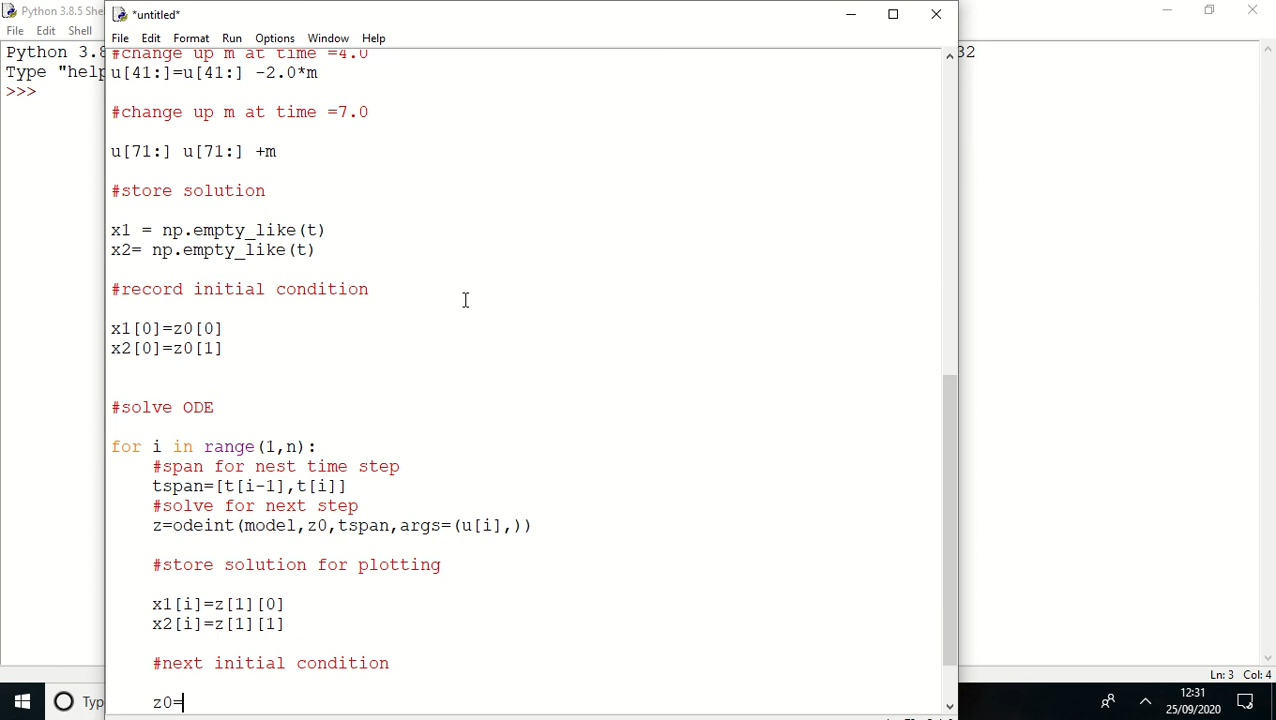 Python 3.8.5 She
File Edit Shell
Python 3.8
32
Type "help
>>>
*untitled*
File Edit Format Run Options Window Help
#change up m at time =4.0
u[41:]=u[41:] -2.0*m
#change up m at time =7.0
u[71:] u[71:] +m
#store solution
x1 = np.empty_like(t)
x2= np.empty_like(t)
#record initial condition
x1[0]=z0[0]
x2[0]=z0[1]
#solve ODE
for i in range(1,n):
#span for nest time step
tspan=[t[i-1],t[i]]
#solve for next step
z=odeint(model,z0,tspan,args=(u[i],))
#store solution for plotting
x1[i]=z[1][0]
x2[i]=z[1][1]
#next initial condition
z0=
Ln: 3 Col: 4
Typ
12:31
25/09/2020